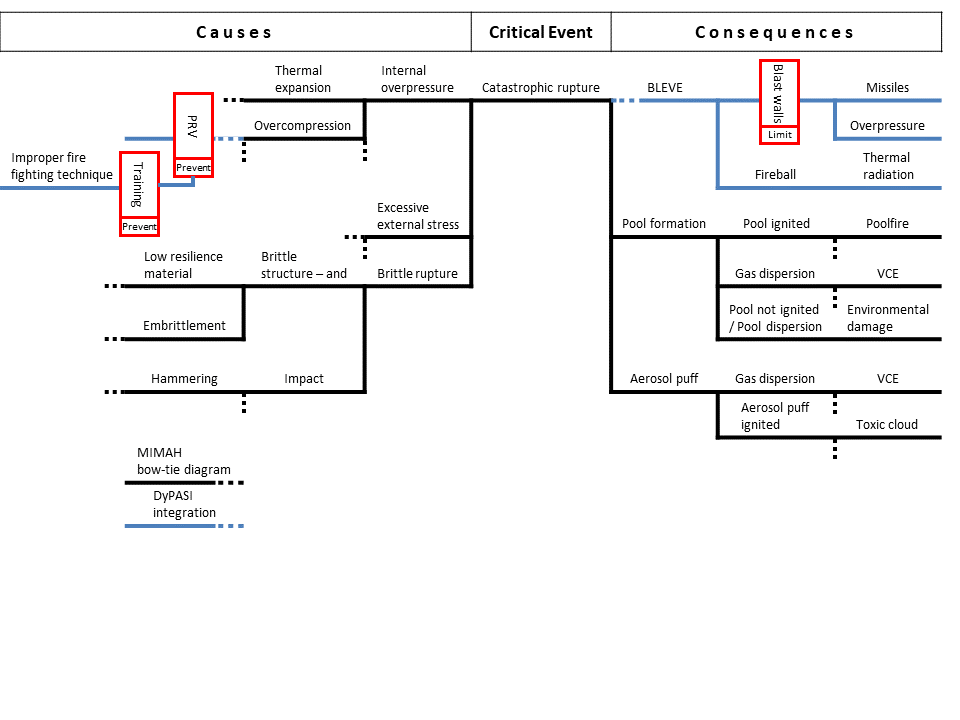 Causes
Critical Event
Consequences
Thermal
expansion
Internal
overpressure
Catastrophic rupture
BLEVE
Blast walls
Limit
Missiles
PRV
Prevent
Overcompression
Overpressure
Improper fire
fighting technique
Training
Prevent
Fireball
Thermal
radiation
Excessive
external stress
Pool formation
Pool ignited
Poolfire
Low resilience
material
Brittle
structure – and
Brittle rupture
Gas dispersion
VCE
Embrittlement
Pool not ignited
/ Pool dispersion
Environmental
damage
Hammering
Impact
Aerosol puff
Gas dispersion
VCE
Aerosol puff
ignited
Toxic cloud
MIMAH
bow-tie diagram
DyPASI
integration